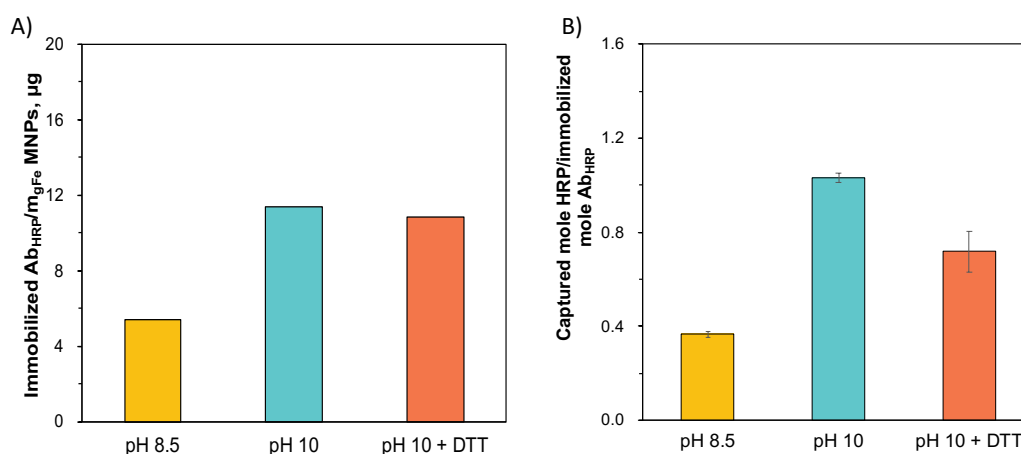 A)
Immobilized AbHRP/mgFe MNPs, µg
20
16
12
8
4
0
pH 8.5
pH 10
pH 10 + DTT
B)
Captured mole HRP/immobilized
mole AbHRP
1.6
1.2
0.8
0.4
0.0
pH 8.5
pH 10
pH 10 + DTT